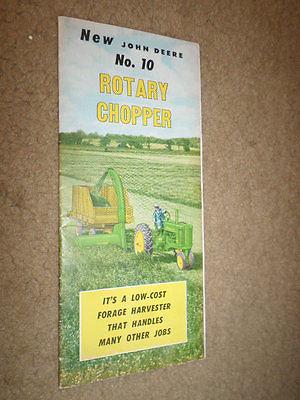 New JOHN DEERE
No. 10
ROTARY
CHOPPER
IT'S A LOW-COST
FORAGE HARVESTER
THAT HANDLES
MANY OTHER JOBS